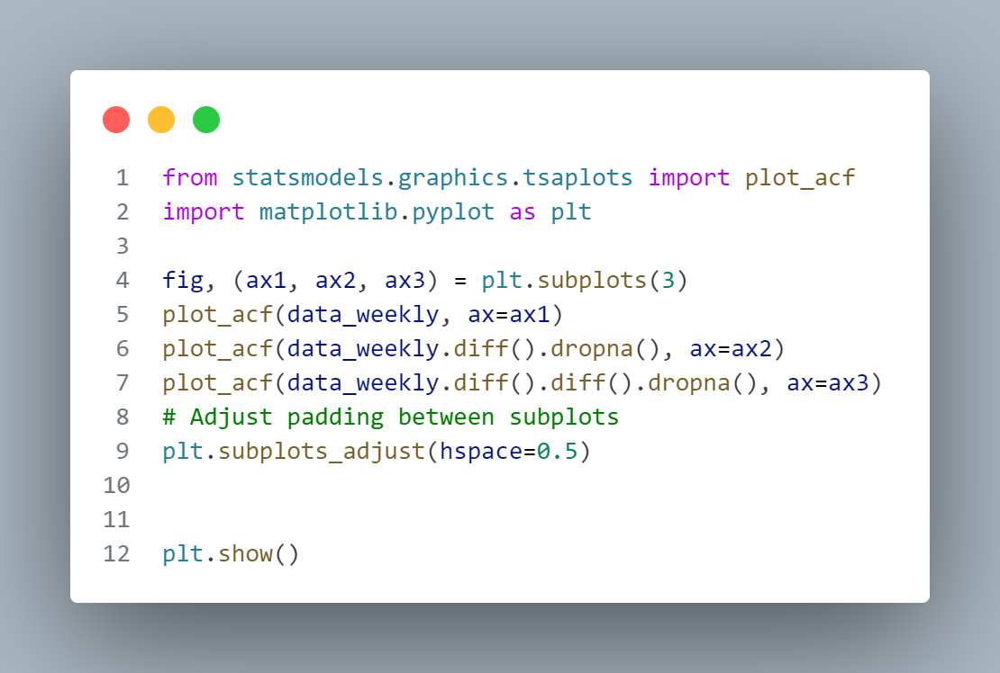 1 from statsmodels.graphics.tsaplots import plot_acf
2 import matplotlib.pyplot as plt
3
4 fig, (ax1, ax2, ax3) = plt.subplots(3)
5 plot_acf(data_weekly, ax=ax1)
6 plot_acf(data_weekly.diff().dropna(), ax=ax2)
7 plot_acf(data_weekly.diff().diff().dropna(), ax=ax3)
8 # Adjust padding between subplots
9 plt.subplots_adjust(hspace=0.5)
10
11
12 plt.show()